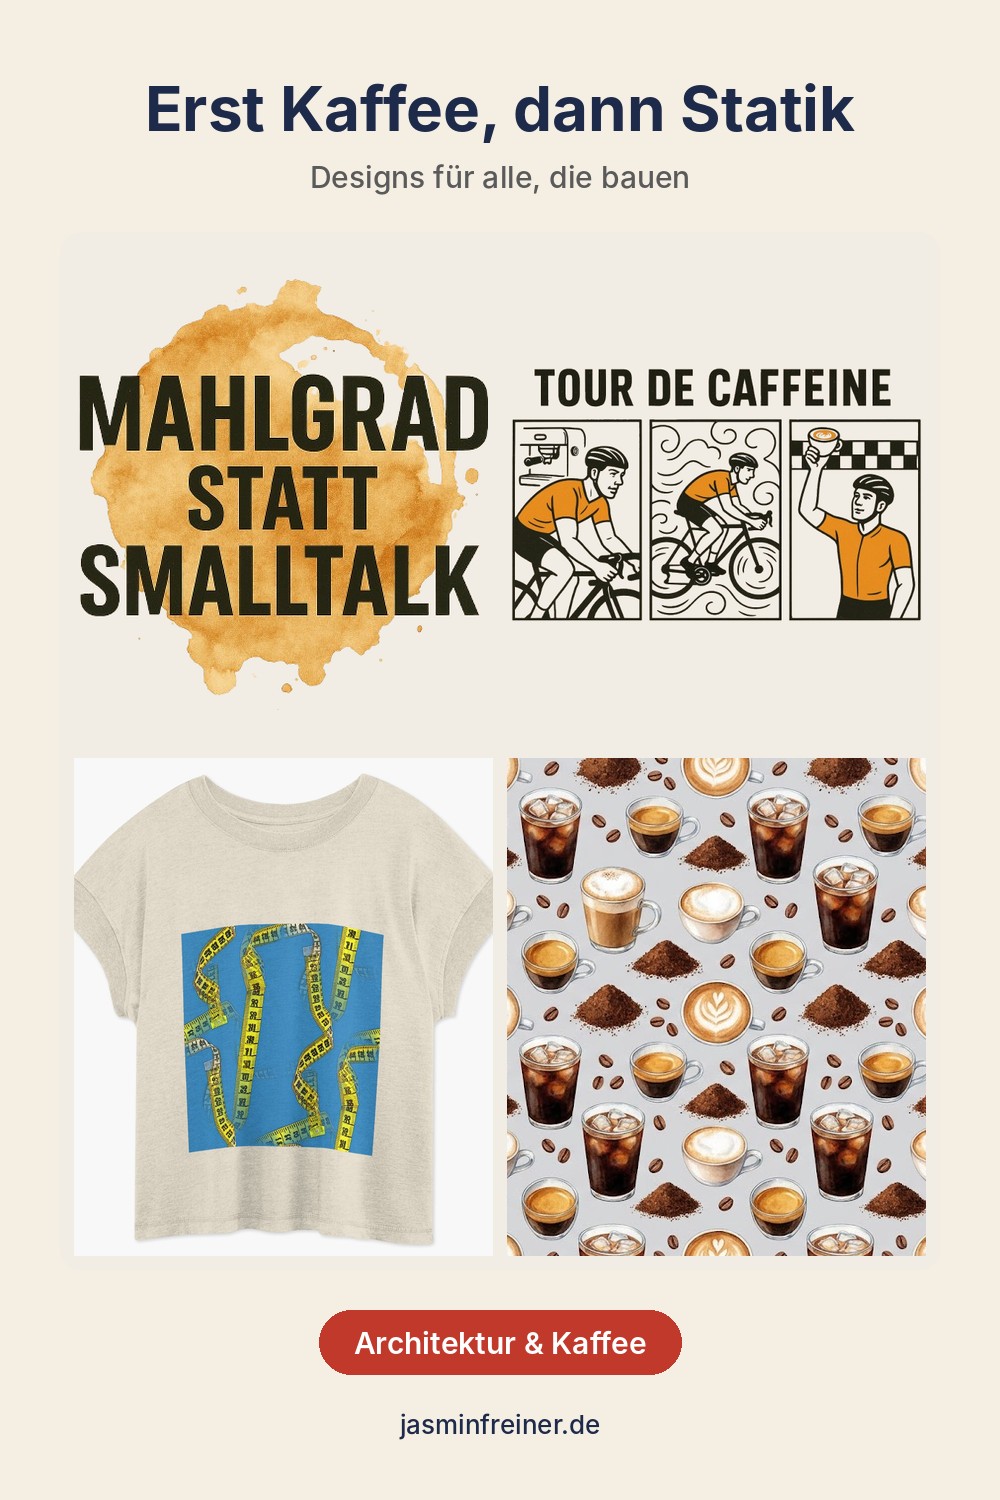 Erst Kaffee, dann Statik
Designs für alle, die bauen
MAHLGRAD
STATT
SMALLTALK
TOUR DE CAFFEINE
Architektur & Kaffee
jasminfreiner.de